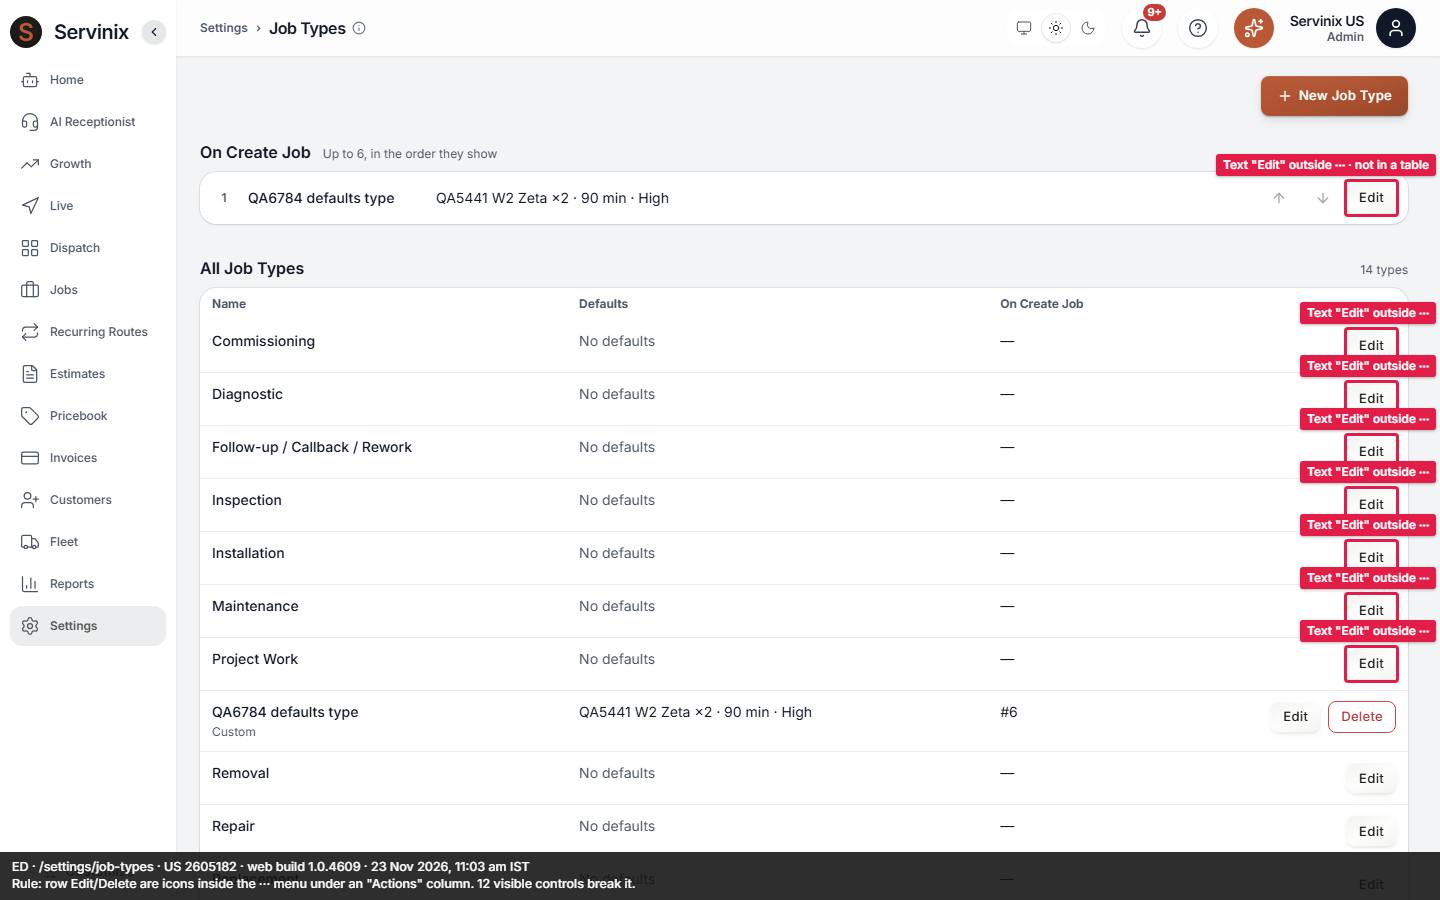 Servinix
Settings › Job Types
9+
Servinix US
Admin
Home
AI Receptionist
Growth
Live
Dispatch
Jobs
Recurring Routes
Estimates
Pricebook
Invoices
Customers
Fleet
Reports
Settings
+ New Job Type
On Create Job Up to 6, in the order they show
Text "Edit" outside ··· · not in a table
1 QA6784 defaults type QA5441 W2 Zeta ×2 · 90 min · High ↑ ↓ Edit
All Job Types 14 types
Name Defaults On Create Job
Text "Edit" outside ···
Commissioning No defaults — Edit
Text "Edit" outside ···
Diagnostic No defaults — Edit
Text "Edit" outside ···
Follow-up / Callback / Rework No defaults — Edit
Text "Edit" outside ···
Inspection No defaults — Edit
Text "Edit" outside ···
Installation No defaults — Edit
Text "Edit" outside ···
Maintenance No defaults — Edit
Text "Edit" outside ···
Project Work No defaults — Edit
QA6784 defaults type QA5441 W2 Zeta ×2 · 90 min · High #6 Edit Delete
Custom
Removal No defaults — Edit
Repair No defaults — Edit
ED · /settings/job-types · US 2605182 · web build 1.0.4609 · 23 Nov 2026, 11:03 am IST
Rule: row Edit/Delete are icons inside the ··· menu under an "Actions" column. 12 visible controls break it.
Edit